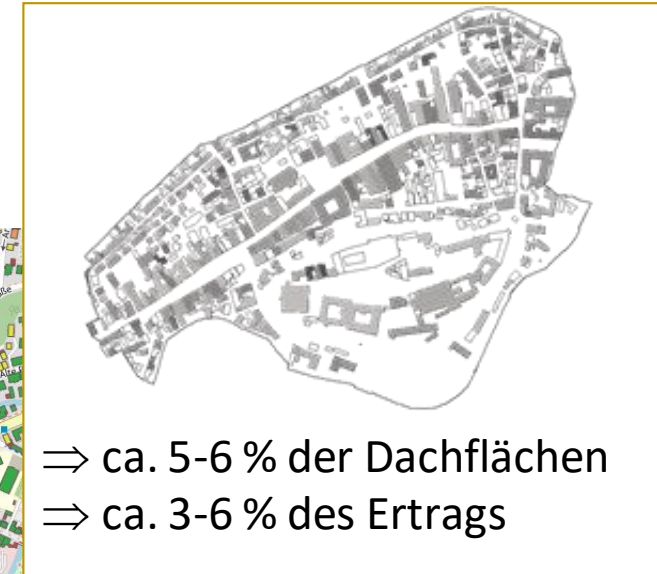 ⇒ ca. 5-6 % der Dachflächen
⇒ ca. 3-6 % des Ertrags